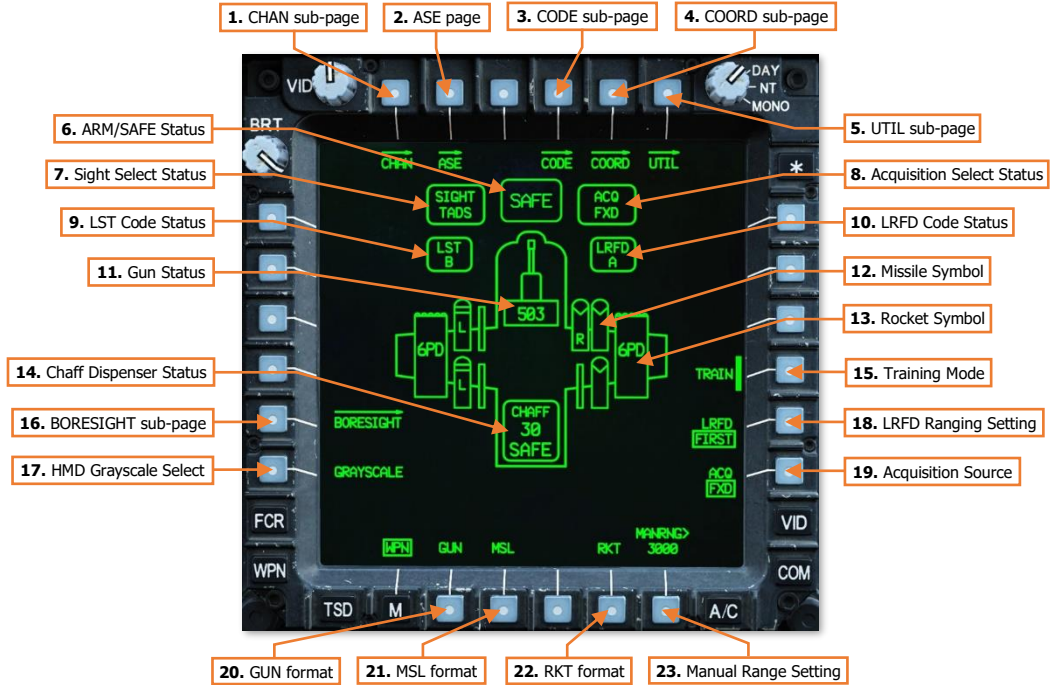 1. CHAN sub-page
2. ASE page
3. CODE sub-page
4. COORD sub-page
VID
DAY
NT
MONO
BRT
6. ARM/SAFE Status
5. UTIL sub-page
CHAN
ASE
CODE
COORD
UTIL
*
7. Sight Select Status
8. Acquisition Select Status
SIGHT
TADS
SAFE
ACQ
FXD
9. LST Code Status
10. LRFD Code Status
LST
B
LRFD
A
11. Gun Status
12. Missile Symbol
503
L
R
13. Rocket Symbol
6PD
6PD
14. Chaff Dispenser Status
L
TRAIN
15. Training Mode
CHAFF
30
SAFE
16. BORESIGHT sub-page
BORESIGHT
LRFD
FIRST
18. LRFD Ranging Setting
17. HMD Grayscale Select
GRAYSCALE
ACQ
FXD
19. Acquisition Source
FCR
VID
WPN
GUN
MSL
RKT
MANRNG>
3000
WPN
COM
TSD
M
A/C
20. GUN format
21. MSL format
22. RKT format
23. Manual Range Setting